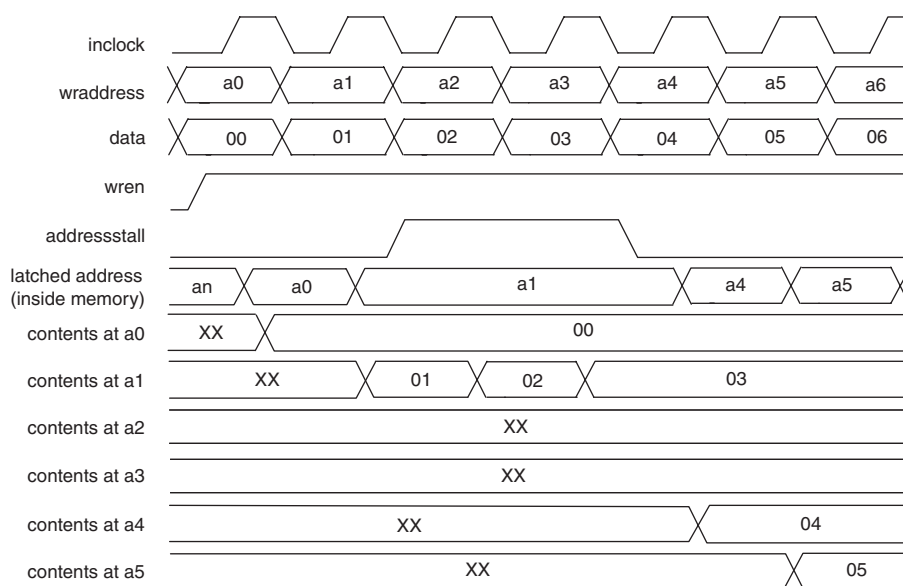 inclock
wraddress a0 a1 a2 a3 a4 a5 a6
data 00 01 02 03 04 05 06
wren
addressstall
latched address
(inside memory) an a0 a1 a4 a5
contents at a0 XX 00
contents at a1 XX 01 02 03
contents at a2 XX
contents at a3 XX
contents at a4 XX 04
contents at a5 XX 05